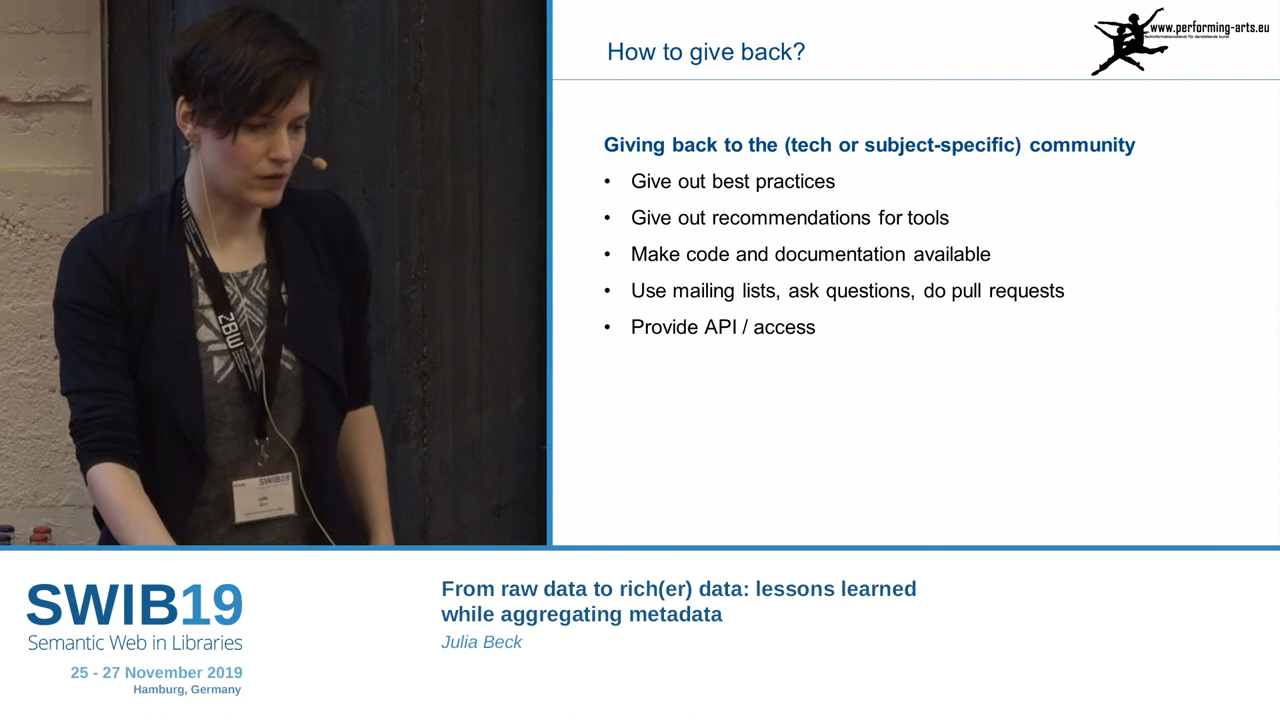 How to give back?
www.performing-arts.eu
Giving back to the (tech or subject-specific) community
• Give out best practices
• Give out recommendations for tools
• Make code and documentation available
• Use mailing lists, ask questions, do pull requests
• Provide API / access
ZBW
SWIB19
SWIB19
Semantic Web in Libraries
25 - 27 November 2019
Hamburg, Germany
From raw data to rich(er) data: lessons learned
while aggregating metadata
Julia Beck